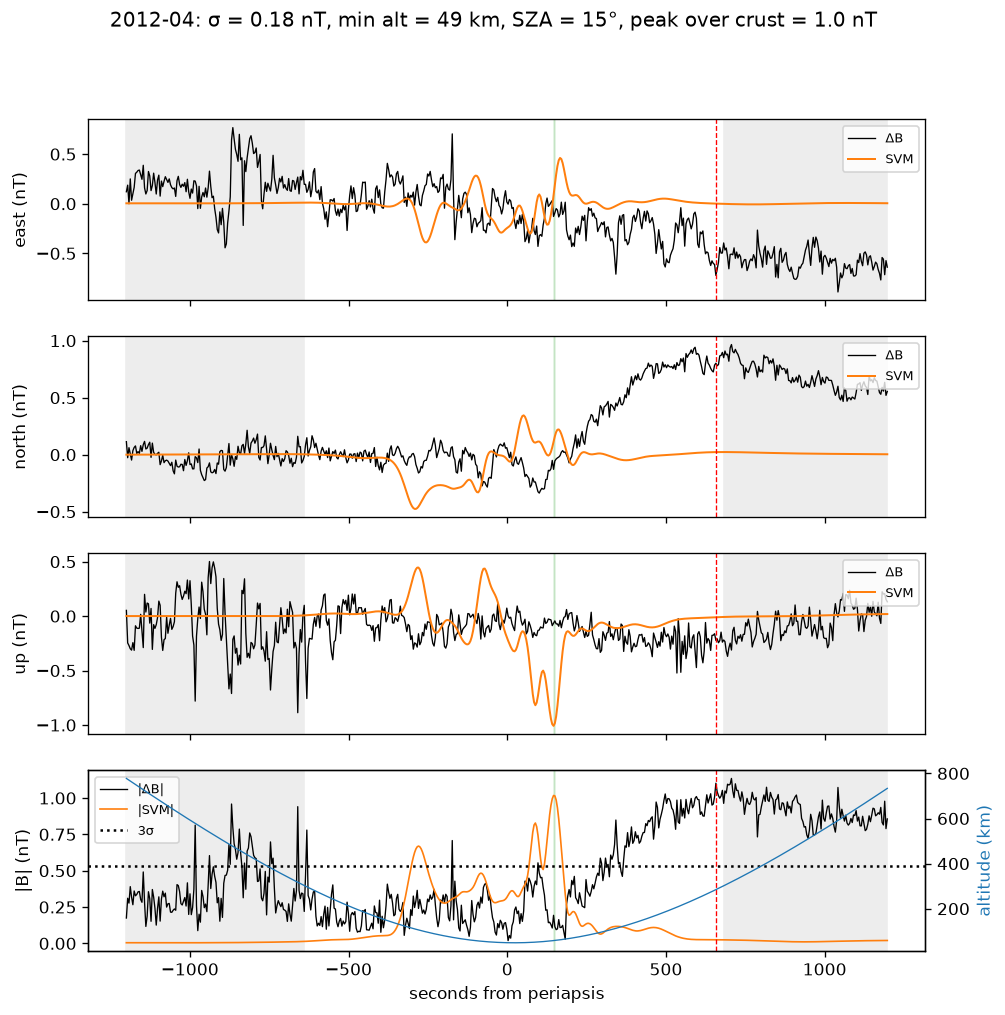 2012-04: σ = 0.18 nT, min alt = 49 km, SZA = 15°, peak over crust = 1.0 nT
0.5
0.0
−0.5
east (nT)
ΔB
SVM
1.0
0.5
0.0
−0.5
north (nT)
ΔB
SVM
0.5
0.0
−0.5
−1.0
up (nT)
ΔB
SVM
1.00
0.75
0.50
0.25
0.00
|B| (nT)
|ΔB|
|SVM|
3σ
800
600
400
200
altitude (km)
−1000
−500
0
500
1000
seconds from periapsis